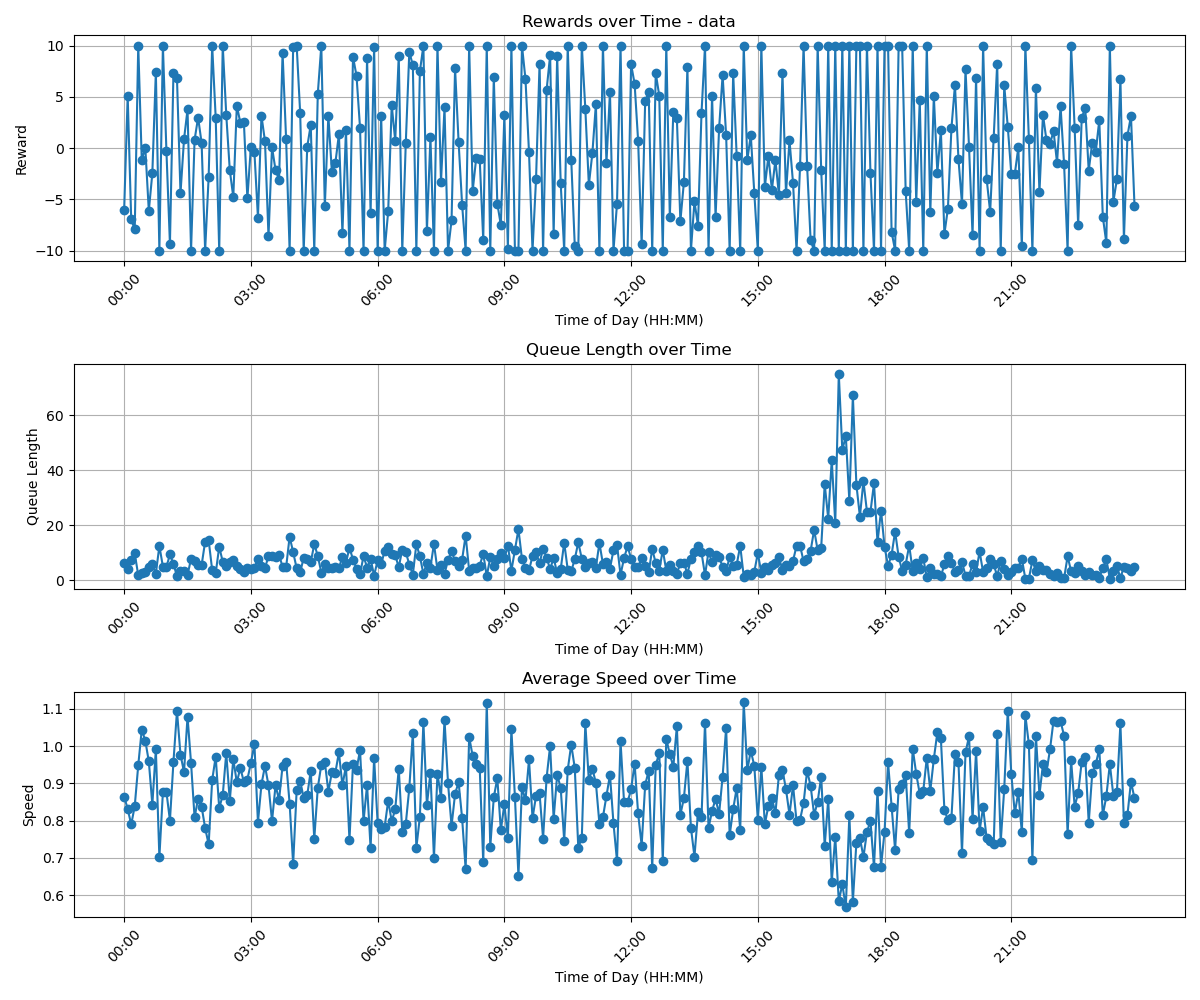 Rewards over Time - data
10
5
0
−5
−10
Reward
00:00 03:00 06:00 09:00 12:00 15:00 18:00 21:00
Time of Day (HH:MM)
Queue Length over Time
60
40
20
0
Queue Length
00:00 03:00 06:00 09:00 12:00 15:00 18:00 21:00
Time of Day (HH:MM)
Average Speed over Time
1.1
1.0
0.9
0.8
0.7
0.6
Speed
00:00 03:00 06:00 09:00 12:00 15:00 18:00 21:00
Time of Day (HH:MM)